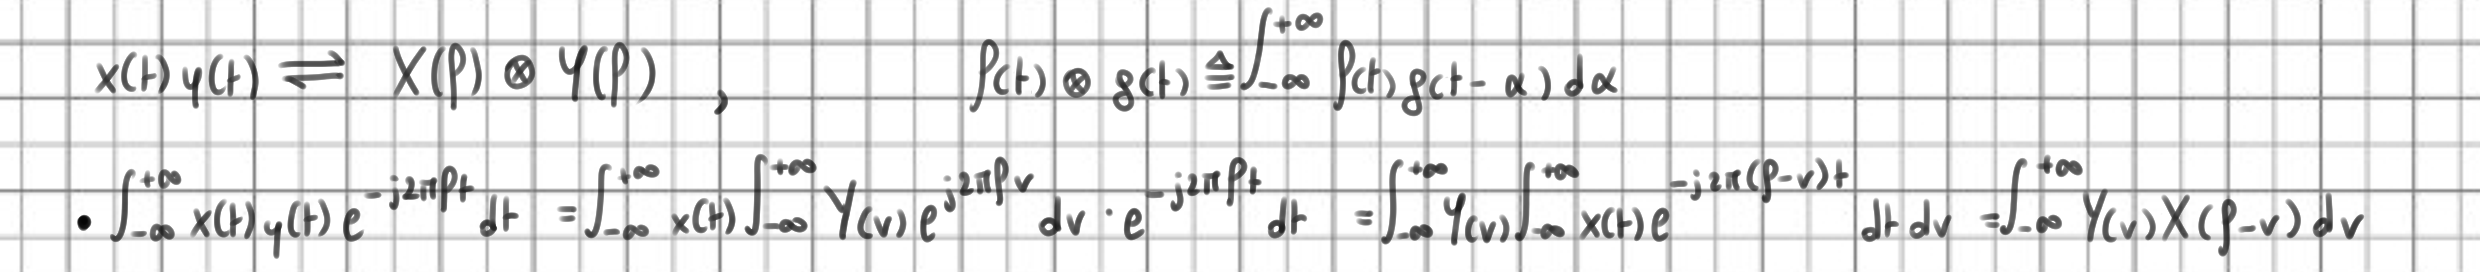 x(t) y(t) ⇌ X(f) ⊗ Y(f) , f(t) ⊗ g(t) ≜ ∫_{-∞}^{+∞} f(t) g(t - α) dα
• ∫_{-∞}^{+∞} x(t) y(t) e^{-j2πft} dt = ∫_{-∞}^{+∞} x(t) ∫_{-∞}^{+∞} Y(v) e^{j2πfv} dv · e^{-j2πft} dt = ∫_{-∞}^{+∞} Y(v) ∫_{-∞}^{+∞} x(t) e^{-j2π(f-v)t} dt dv = ∫_{-∞}^{+∞} Y(v) X(f-v) dv